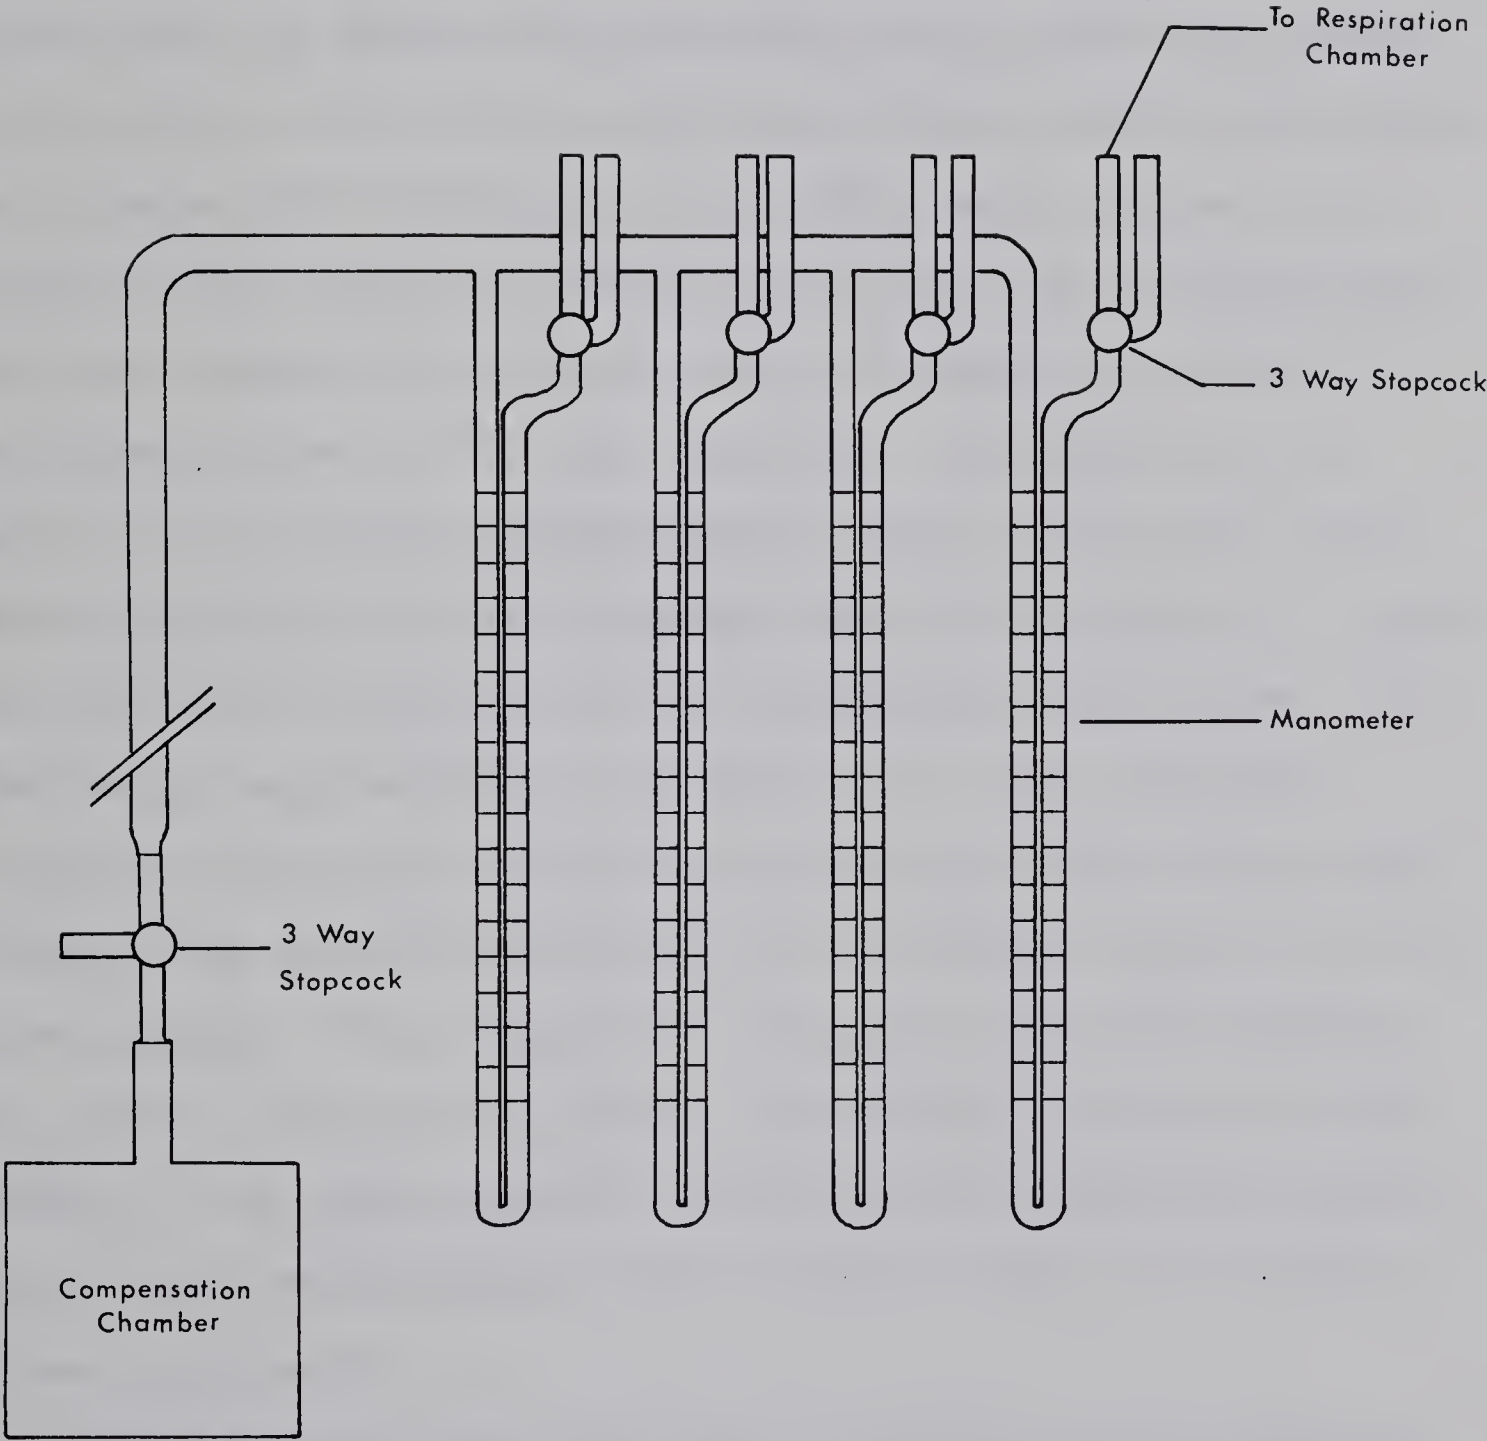 To Respiration
Chamber
3 Way Stopcock
Manometer
3 Way
Stopcock
Compensation
Chamber